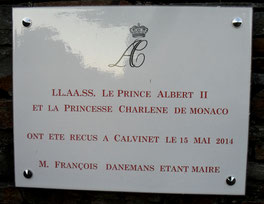 AC
LL.AA.SS. LE PRINCE ALBERT II
ET LA PRINCESSE CHARLENE DE MONACO
ONT ETE RECUS A CALVINET LE 15 MAI 2014
M. FRANÇOIS DANEMANS ETANT MAIRE